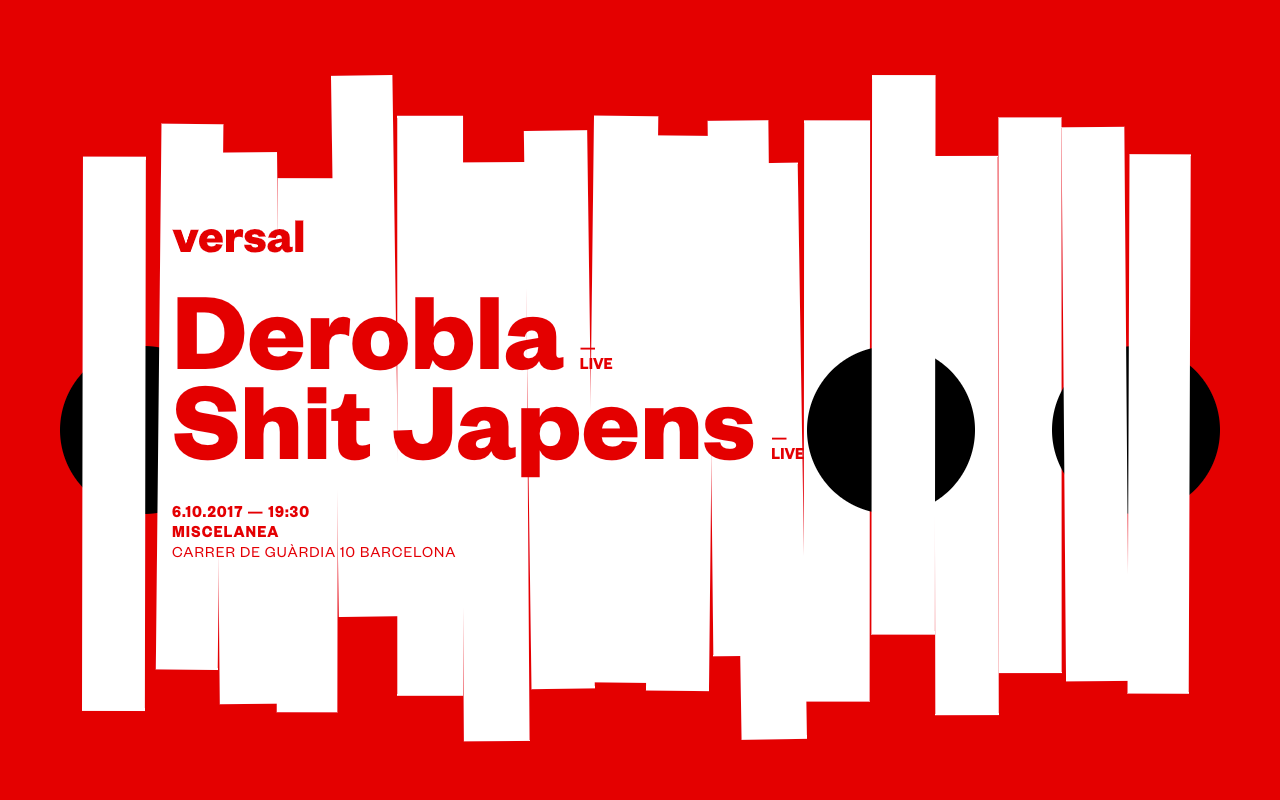 versal
Derobla — LIVE
Shit Japens — LIVE
6.10.2017 — 19:30
MISCELANEA
CARRER DE GUÀRDIA 10 BARCELONA